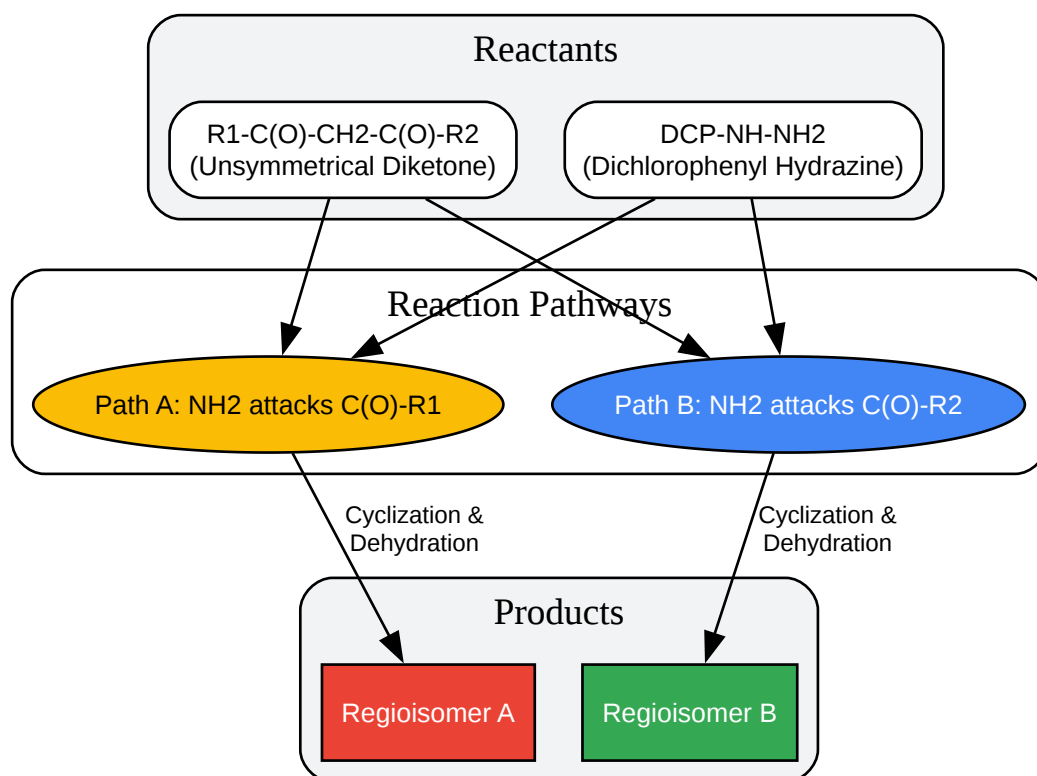 Reactants
R1-C(O)-CH2-C(O)-R2
(Unsymmetrical Diketone)
DCP-NH-NH2
(Dichlorophenyl Hydrazine)
Reaction Pathways
Path A: NH2 attacks C(O)-R1
Path B: NH2 attacks C(O)-R2
Cyclization &
Dehydration
Cyclization &
Dehydration
Products
Regioisomer A
Regioisomer B